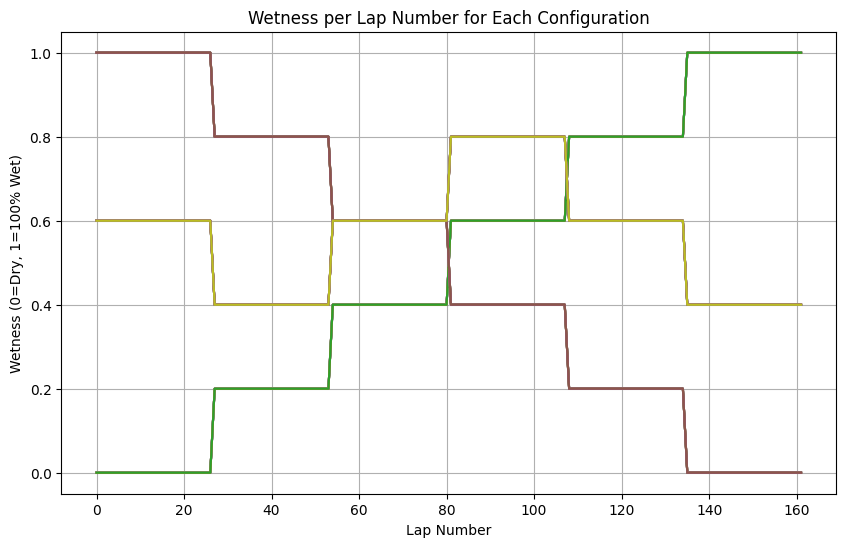 Wetness per Lap Number for Each Configuration
Wetness (0=Dry, 1=100% Wet)
1.0
0.8
0.6
0.4
0.2
0.0
0 20 40 60 80 100 120 140 160
Lap Number